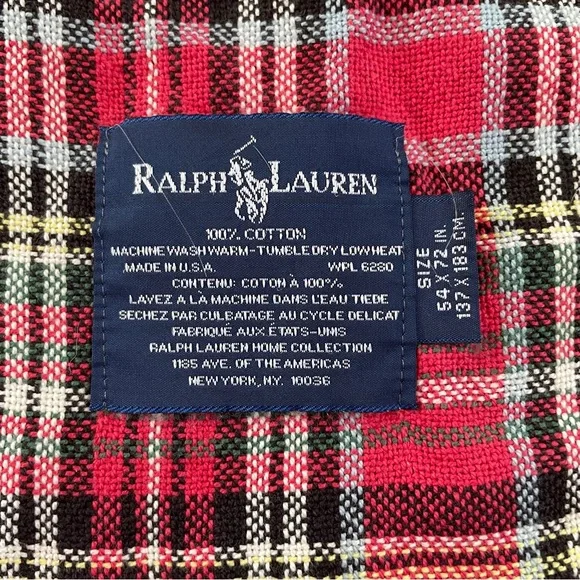 RALPH LAUREN
100% COTTON
MACHINE WASH WARM-TUMBLE DRY LOW HEAT
MADE IN U.S.A. WPL 6280
CONTENU: COTON À 100%
LAVEZ A LÀ MACHINE DANS L'EAU TIEDE
SECHEZ PAR CULBATAGE AU CYCLE DELICAT
FABRIQUÉ AUX ÉTATS-UNIS
RALPH LAUREN HOME COLLECTION
1185 AVE. OF THE AMERICAS
NEW YORK, N.Y. 10036
SIZE
54 X 72 IN.
137 X 183 CM.